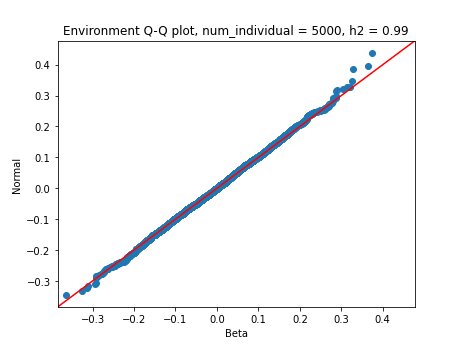 Environment Q-Q plot, num_individual = 5000, h2 = 0.99
0.4
0.3
0.2
0.1
0.0
−0.1
−0.2
−0.3
Normal
−0.3 −0.2 −0.1 0.0 0.1 0.2 0.3 0.4
Beta